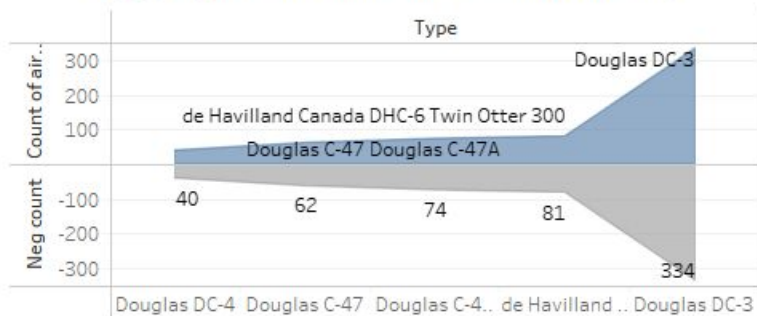 Type
Count of air..
300
200
100
Douglas DC-3
de Havilland Canada DHC-6 Twin Otter 300
Douglas C-47 Douglas C-47A
Neg count
-100
-200
-300
40
62
74
81
334
Douglas DC-4 Douglas C-47 Douglas C-4.. de Havilland .. Douglas DC-3